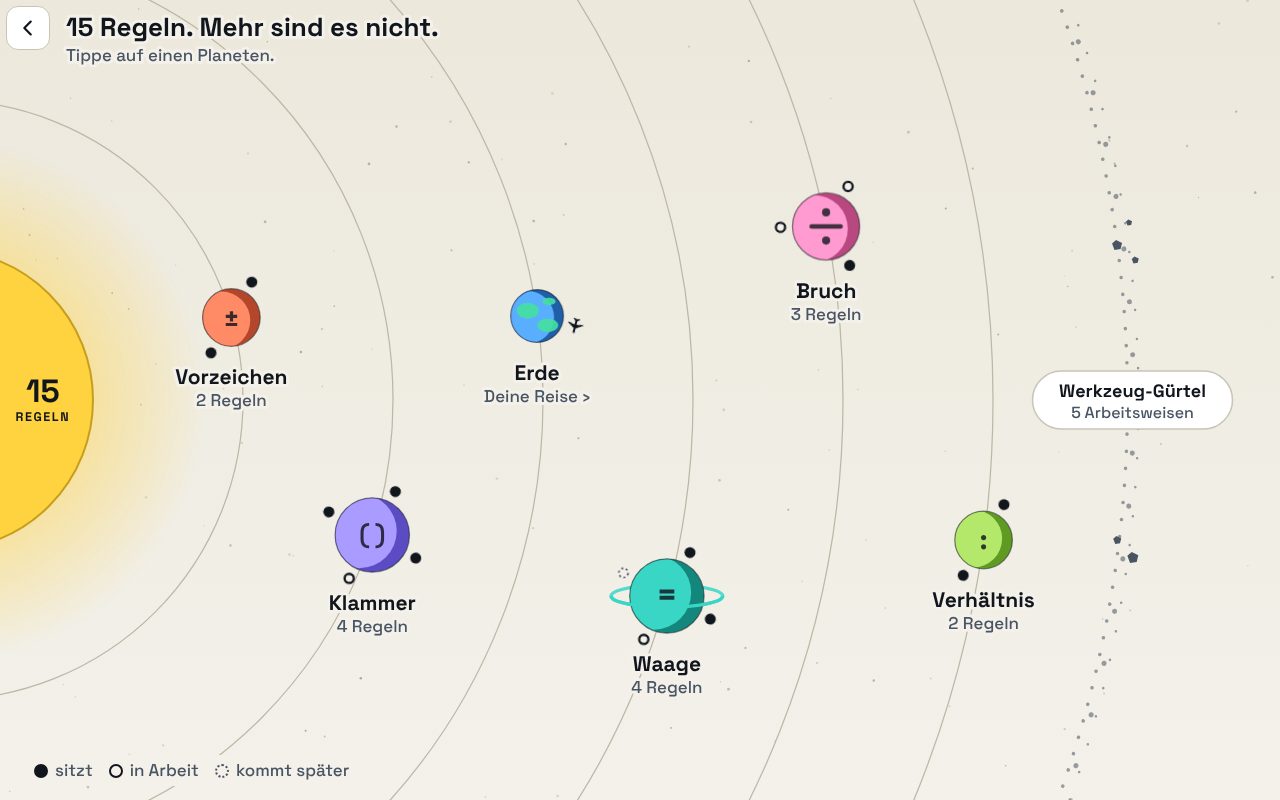 15 Regeln. Mehr sind es nicht.
Tippe auf einen Planeten.
15
REGELN
±
Vorzeichen
2 Regeln
()
Klammer
4 Regeln
Erde
Deine Reise >
=
Waage
4 Regeln
÷
Bruch
3 Regeln
:
Verhältnis
2 Regeln
Werkzeug-Gürtel
5 Arbeitsweisen
sitzt
in Arbeit
kommt später